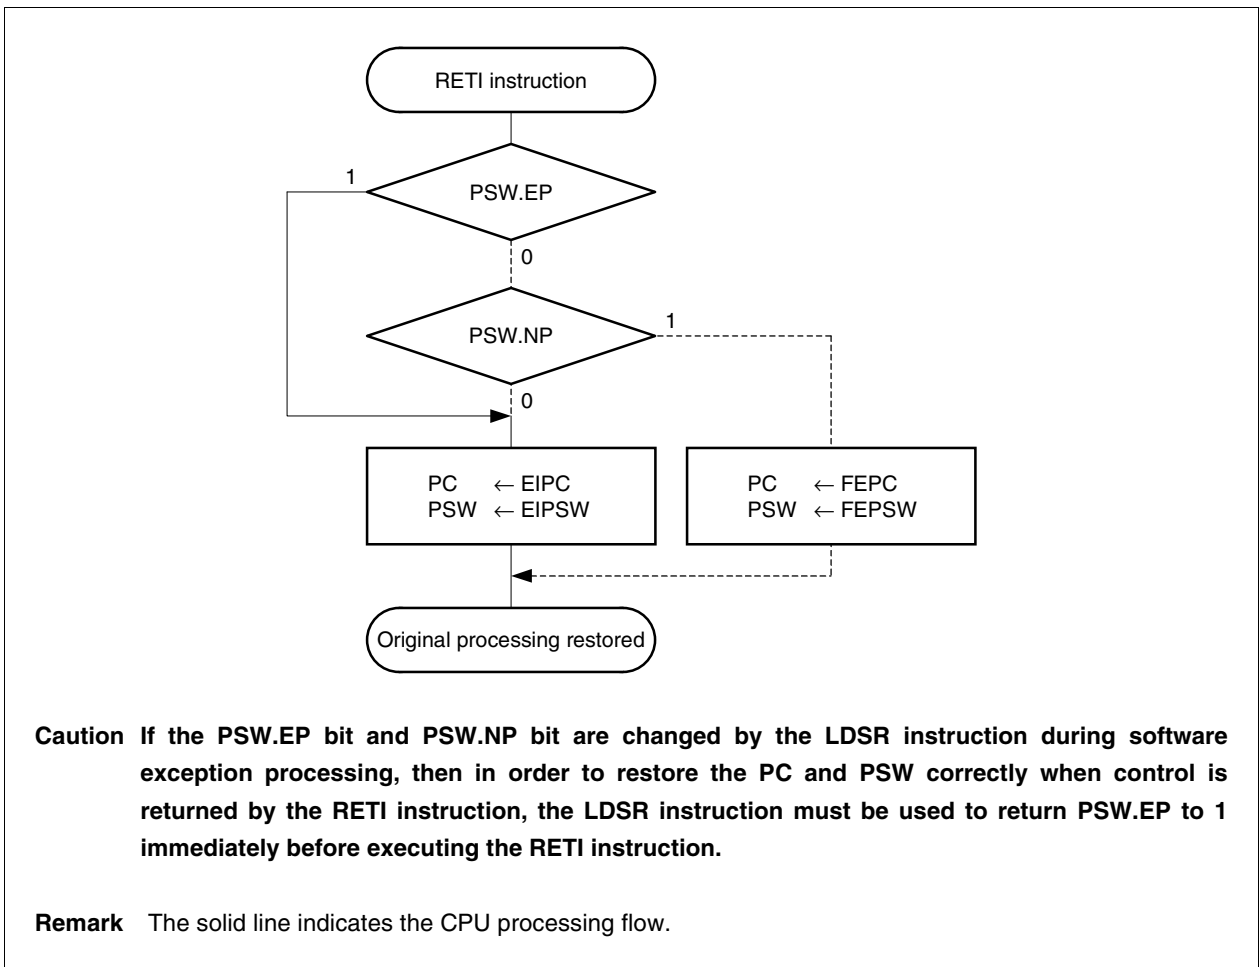 RETI instruction
1
PSW.EP
0
PSW.NP
1
0
PC ← EIPC
PSW ← EIPSW
PC ← FEPC
PSW ← FEPSW
Original processing restored
Caution If the PSW.EP bit and PSW.NP bit are changed by the LDSR instruction during software
exception processing, then in order to restore the PC and PSW correctly when control is
returned by the RETI instruction, the LDSR instruction must be used to return PSW.EP to 1
immediately before executing the RETI instruction.
Remark The solid line indicates the CPU processing flow.